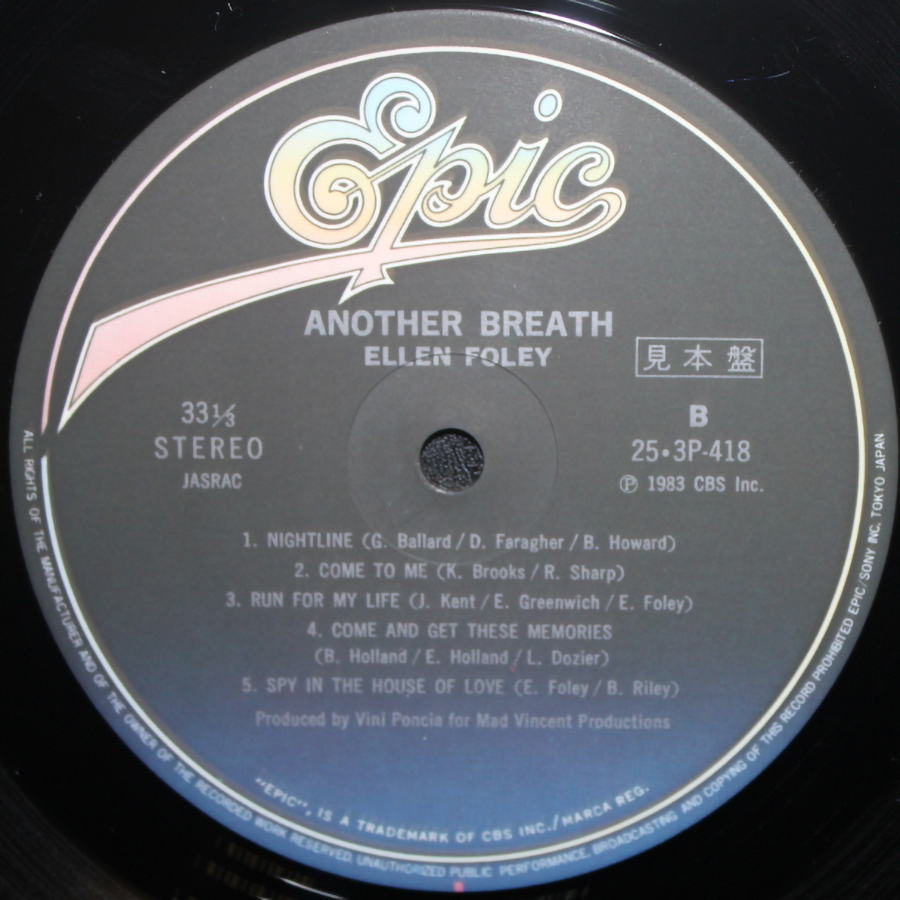 Epic
ANOTHER BREATH
ELLEN FOLEY
見本盤
33⅓
STEREO
JASRAC
B
25•3P-418
Ⓟ 1983 CBS Inc.
1. NIGHTLINE (G. Ballard / D. Faragher / B. Howard)
2. COME TO ME (K. Brooks / R. Sharp)
3. RUN FOR MY LIFE (J. Kent / E. Greenwich / E. Foley)
4. COME AND GET THESE MEMORIES
(B. Holland / E. Holland / L. Dozier)
5. SPY IN THE HOUSE OF LOVE (E. Foley / B. Riley)
Produced by Vini Poncia for Mad Vincent Productions
"EPIC", IS A TRADEMARK OF CBS INC./MARCA REG.
ALL RIGHTS OF THE MANUFACTURER AND OF THE OWNER OF THE RECORDED WORK RESERVED. UNAUTHORIZED PUBLIC PERFORMANCE, BROADCASTING AND COPYING OF THIS RECORD PROHIBITED EPIC/SONY INC. TOKYO JAPAN